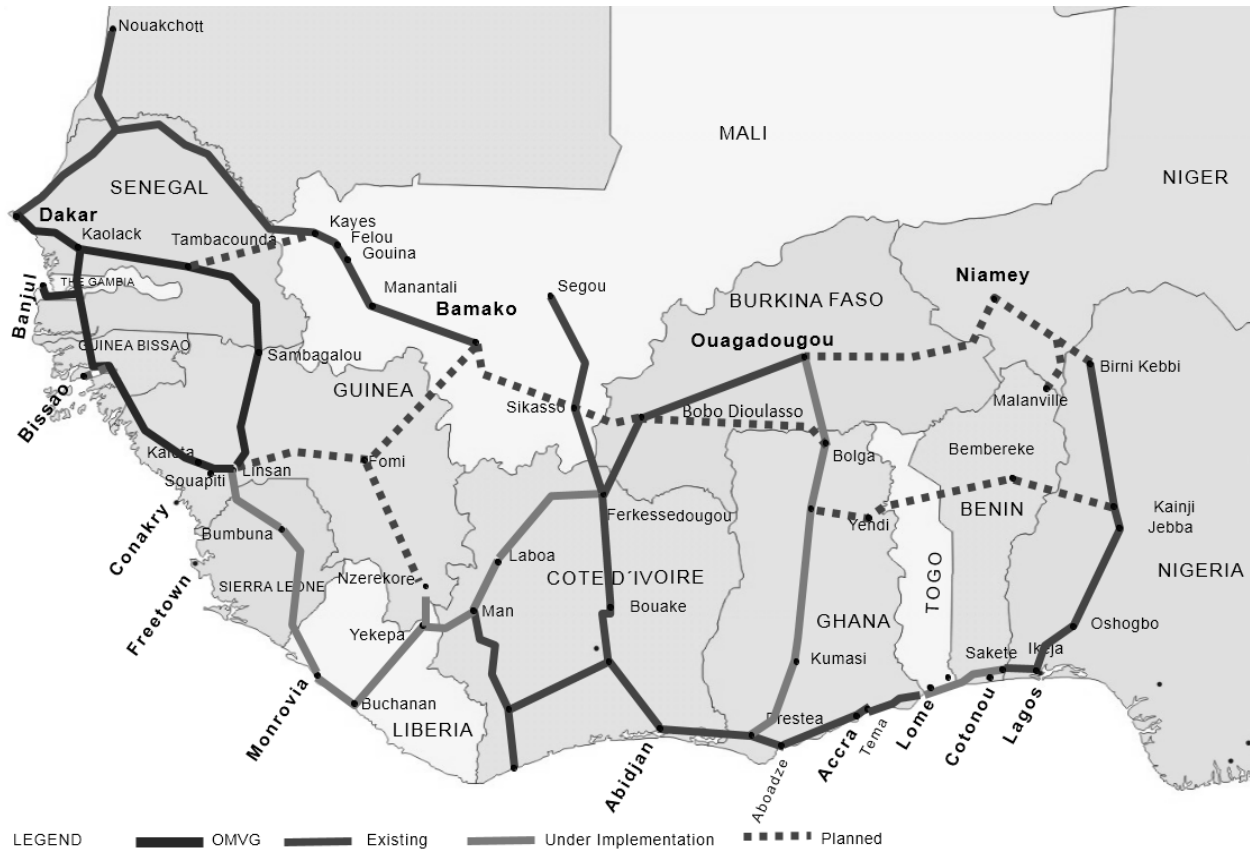 Nouakchott
MALI
NIGER
SENEGAL
Dakar
Kaolack
Tambacounda
Kayes
Felou
Gouina
THE GAMBIA
Banjul
Manantali
Segou
Niamey
BURKINA FASO
Bamako
Ouagadougou
GUINEA BISSAU
Sambagalou
Birni Kebbi
Bissao
GUINEA
Malanville
Sikasso
Bobo Dioulasso
Kaleta
Souapiti
Linsan
Fomi
Bolga
Bembereke
Conakry
Ferkessedougou
Yendi
BENIN
Kainji
Jebba
Bumbuna
Laboa
Freetown
SIERRA LEONE
Nzerekore
COTE D'IVOIRE
TOGO
NIGERIA
Man
Bouake
Yekepa
GHANA
Oshogbo
Kumasi
Sakete
Ikeja
Monrovia
Buchanan
LIBERIA
Abidjan
Prestea
Aboadze
Accra
Tema
Lome
Cotonou
Lagos
LEGEND
OMVG
Existing
Under Implementation
Planned